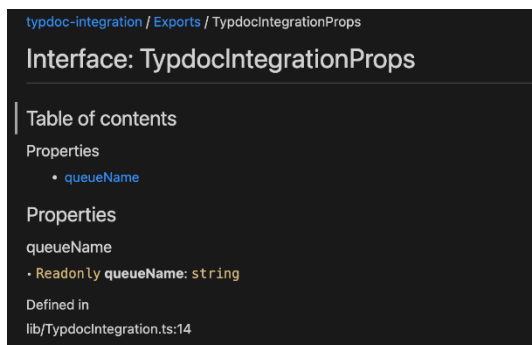 typdoc-integration / Exports / TypdocIntegrationProps
Interface: TypdocIntegrationProps
Table of contents
Properties
• queueName
Properties
queueName
• Readonly queueName: string
Defined in
lib/TypdocIntegration.ts:14